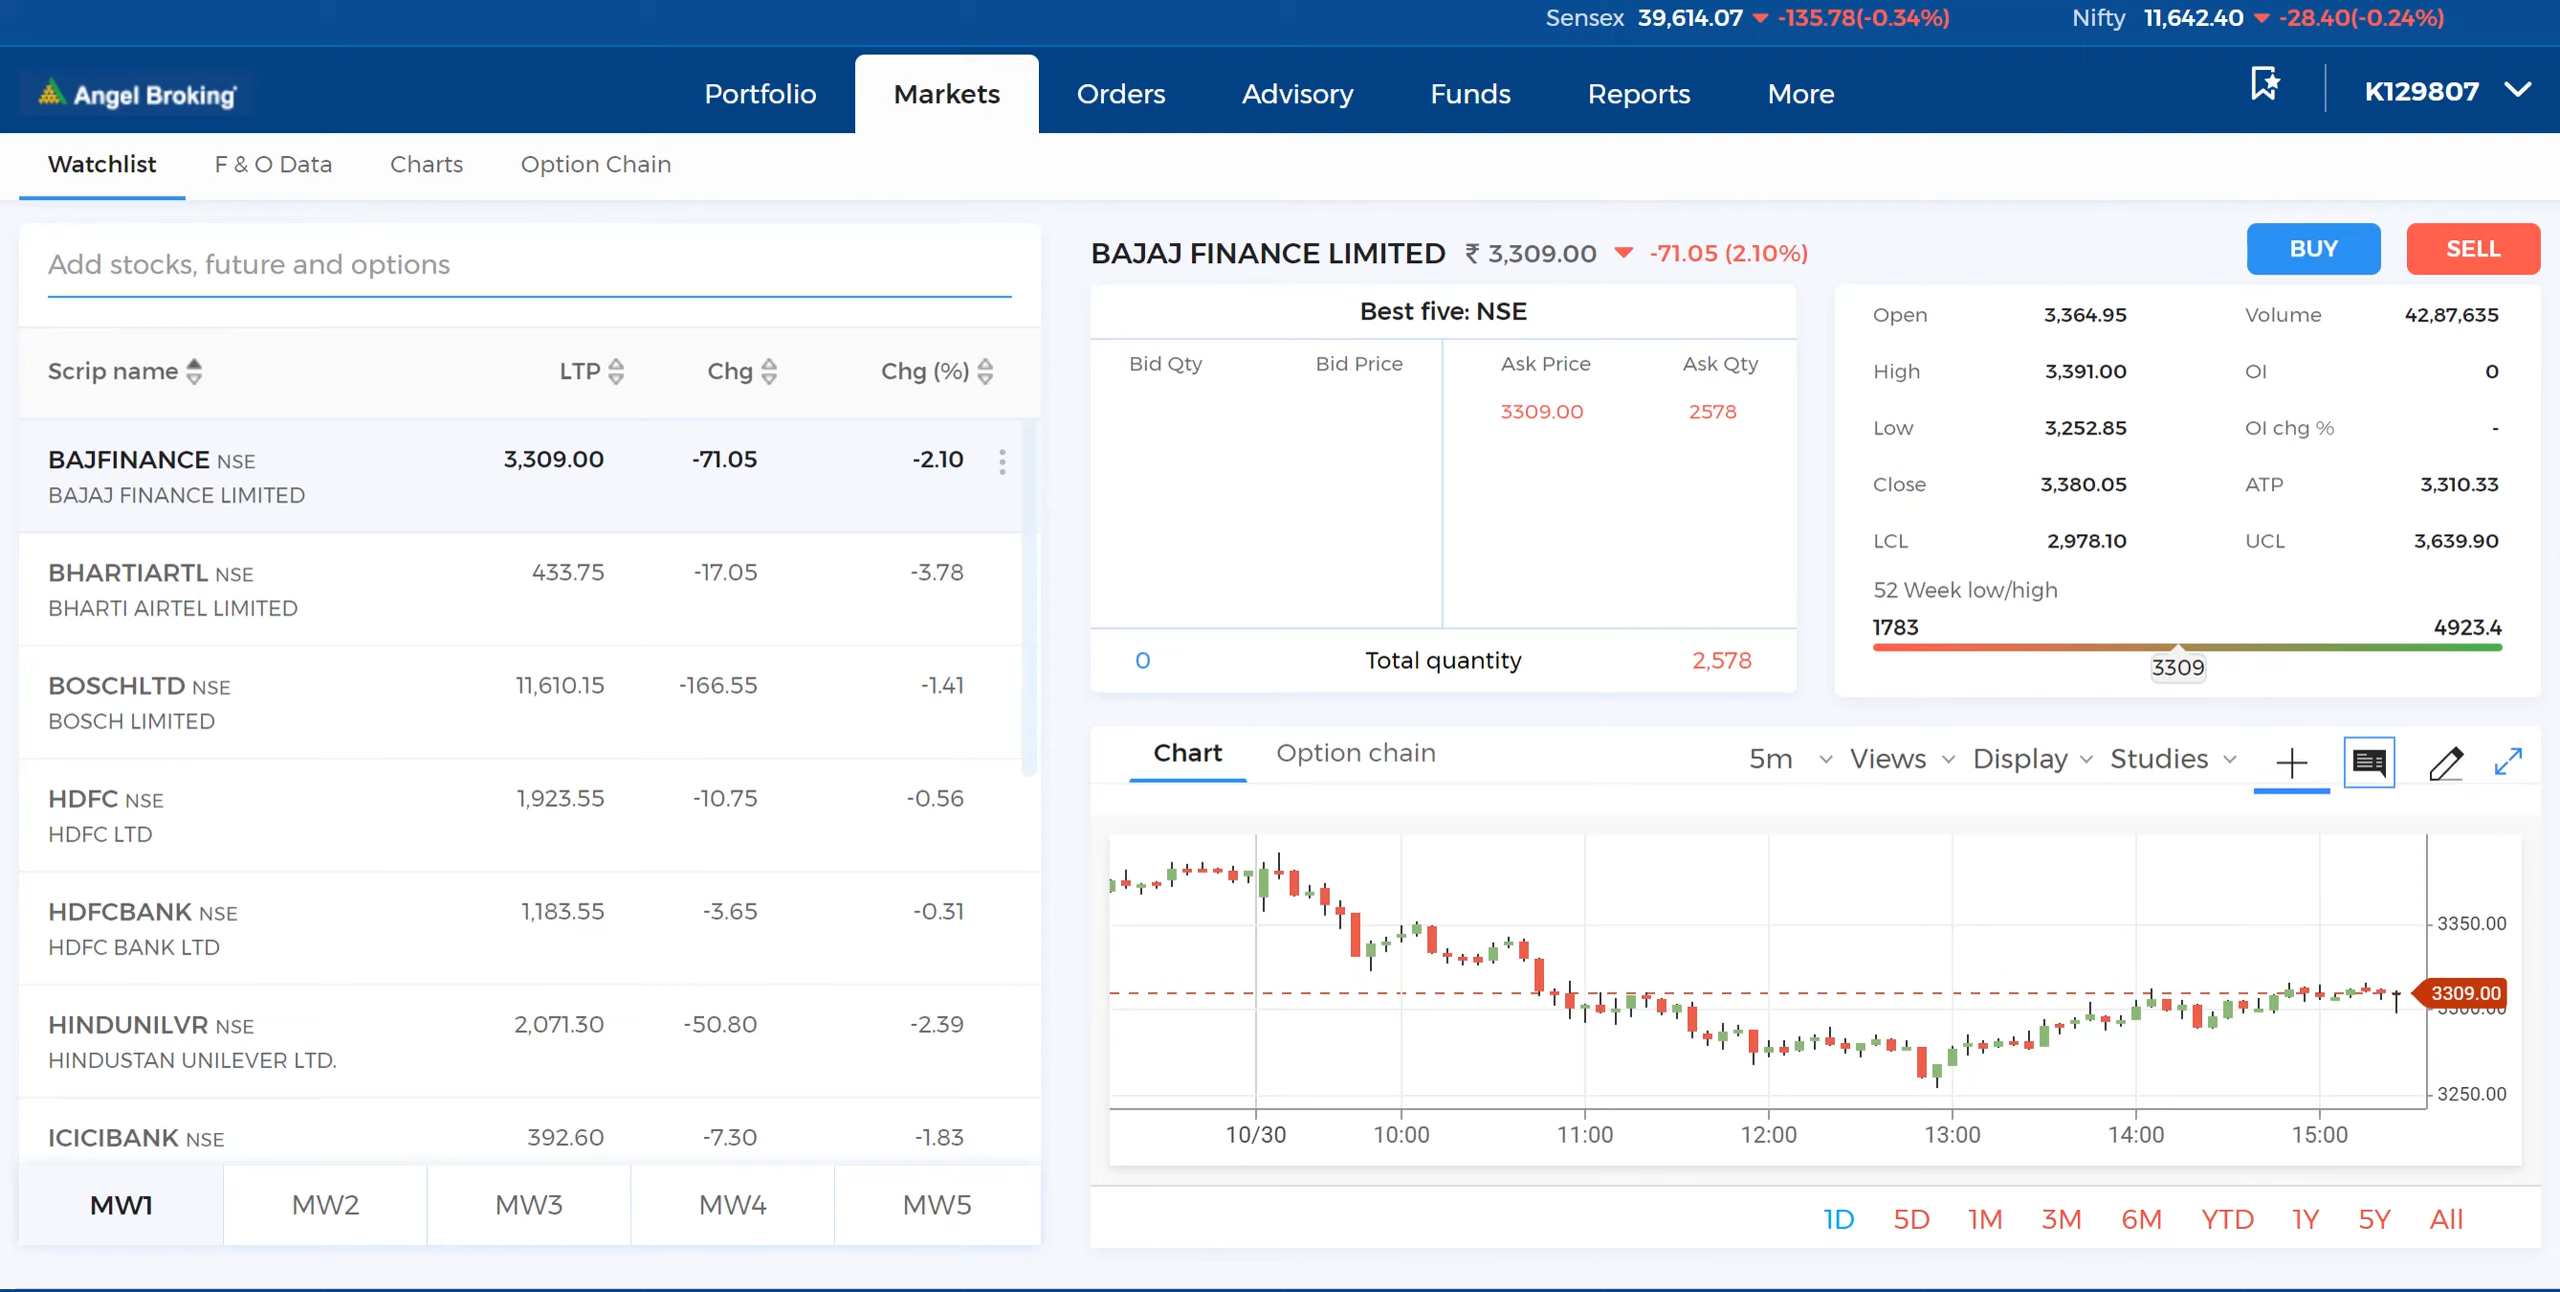 Sensex 39,614.07 -135.78(-0.34%) Nifty 11,642.40 -28.40(-0.24%)
Angel Broking Portfolio Markets Orders Advisory Funds Reports More K129807
Watchlist F & O Data Charts Option Chain
Add stocks, future and options
Scrip name LTP Chg Chg (%)
BAJFINANCE NSE 3,309.00 -71.05 -2.10
BAJAJ FINANCE LIMITED
BHARTIARTL NSE 433.75 -17.05 -3.78
BHARTI AIRTEL LIMITED
BOSCHLTD NSE 11,610.15 -166.55 -1.41
BOSCH LIMITED
HDFC NSE 1,923.55 -10.75 -0.56
HDFC LTD
HDFCBANK NSE 1,183.55 -3.65 -0.31
HDFC BANK LTD
HINDUNILVR NSE 2,071.30 -50.80 -2.39
HINDUSTAN UNILEVER LTD.
ICICIBANK NSE 392.60 -7.30 -1.83
MW1 MW2 MW3 MW4 MW5
BAJAJ FINANCE LIMITED ₹ 3,309.00 -71.05 (2.10%) BUY SELL
Best five: NSE
Bid Qty Bid Price Ask Price Ask Qty
3309.00 2578
0 Total quantity 2,578
Open 3,364.95 Volume 42,87,635
High 3,391.00 OI 0
Low 3,252.85 OI chg % -
Close 3,380.05 ATP 3,310.33
LCL 2,978.10 UCL 3,639.90
52 Week low/high
1783 4923.4
3309
Chart Option chain 5m Views Display Studies
3350.00
3309.00
3300.00
3250.00
10/30 10:00 11:00 12:00 13:00 14:00 15:00
1D 5D 1M 3M 6M YTD 1Y 5Y All